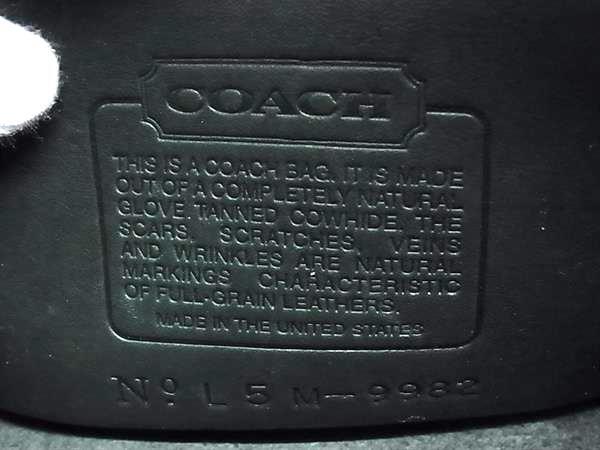 COACH
THIS IS A COACH BAG. IT IS MADE
OUT OF A COMPLETELY NATURAL
GLOVE. TANNED COWHIDE. THE
SCARS, SCRATCHES, VEINS
AND WRINKLES ARE NATURAL
MARKINGS CHARACTERISTIC
OF FULL-GRAIN LEATHERS.
MADE IN THE UNITED STATES
Nº L5M-9982